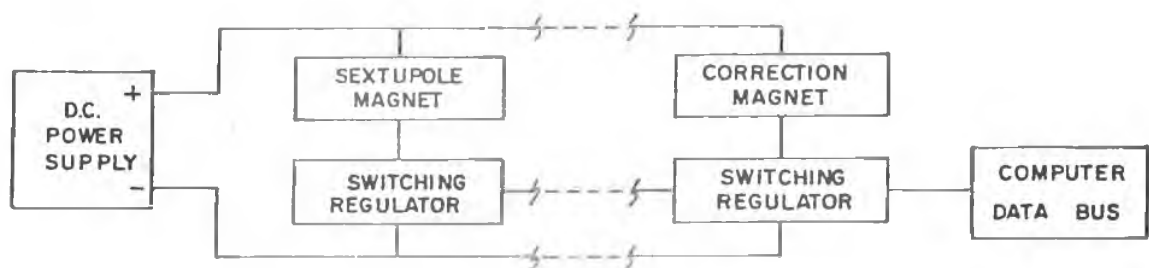 D.C.
POWER
SUPPLY
+
−
SEXTUPOLE
MAGNET
SWITCHING
REGULATOR
CORRECTION
MAGNET
SWITCHING
REGULATOR
COMPUTER
DATA BUS